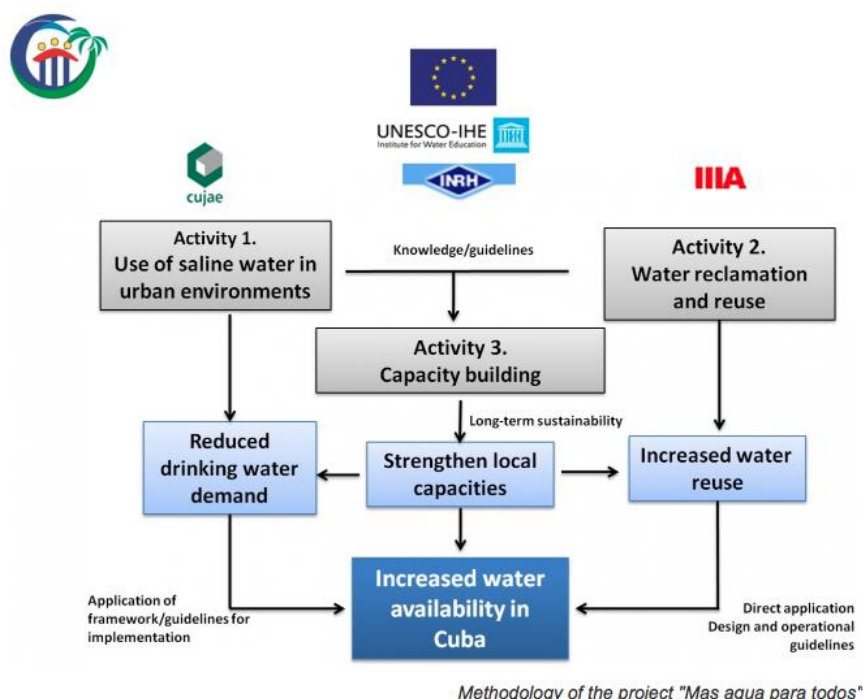 UNESCO-IHE
Institute for Water Education
UNESCO
cujae
INRH
IIIA
Activity 1.
Use of saline water in
urban environments
Knowledge/guidelines
Activity 2.
Water reclamation
and reuse
Activity 3.
Capacity building
Long-term sustainability
Reduced
drinking water
demand
Strengthen local
capacities
Increased water
reuse
Application of
framework/guidelines for
implementation
Increased water
availability in
Cuba
Direct application
Design and operational
guidelines
Methodology of the project "Mas agua para todos"